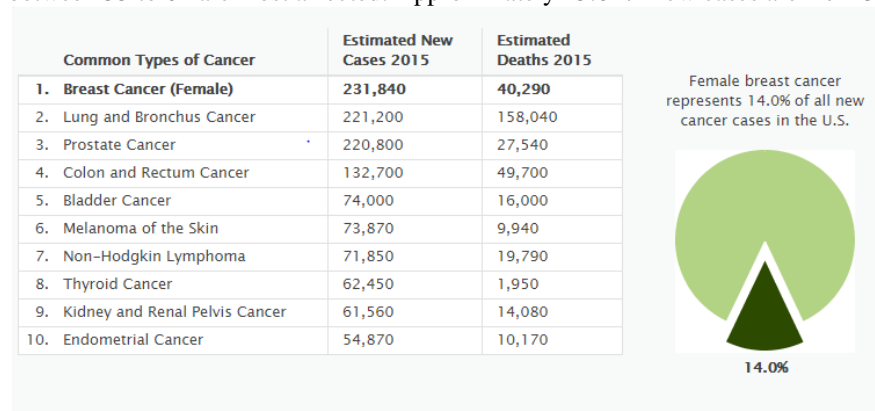 Estimated New Estimated
Common Types of Cancer Cases 2015 Deaths 2015
1. Breast Cancer (Female) 231,840 40,290
2. Lung and Bronchus Cancer 221,200 158,040
3. Prostate Cancer 220,800 27,540
4. Colon and Rectum Cancer 132,700 49,700
5. Bladder Cancer 74,000 16,000
6. Melanoma of the Skin 73,870 9,940
7. Non-Hodgkin Lymphoma 71,850 19,790
8. Thyroid Cancer 62,450 1,950
9. Kidney and Renal Pelvis Cancer 61,560 14,080
10. Endometrial Cancer 54,870 10,170
Female breast cancer
represents 14.0% of all new
cancer cases in the U.S.
14.0%